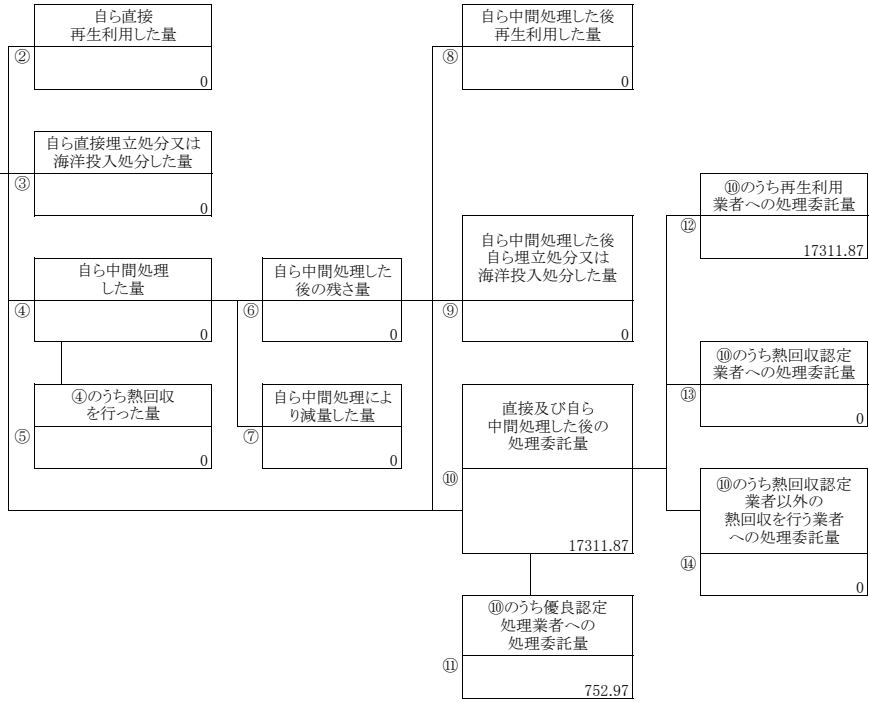 自ら直接
再生利用した量
②
0
自ら直接埋立処分又は
海洋投入処分した量
③
0
自ら中間処理
した量
④
0
④のうち熱回収
を行った量
⑤
0
自ら中間処理した
後の残さ量
⑥
0
自ら中間処理によ
り減量した量
⑦
0
自ら中間処理した後
再生利用した量
⑧
0
自ら中間処理した後
自ら埋立処分又は
海洋投入処分した量
⑨
0
直接及び自ら
中間処理した後の
処理委託量
⑩
17311.87
⑩のうち優良認定
処理業者への
処理委託量
⑪
752.97
⑩のうち再生利用
業者への処理委託量
⑫
17311.87
⑩のうち熱回収認定
業者への処理委託量
⑬
0
⑩のうち熱回収認定
業者以外の
熱回収を行う業者
への処理委託量
⑭
0